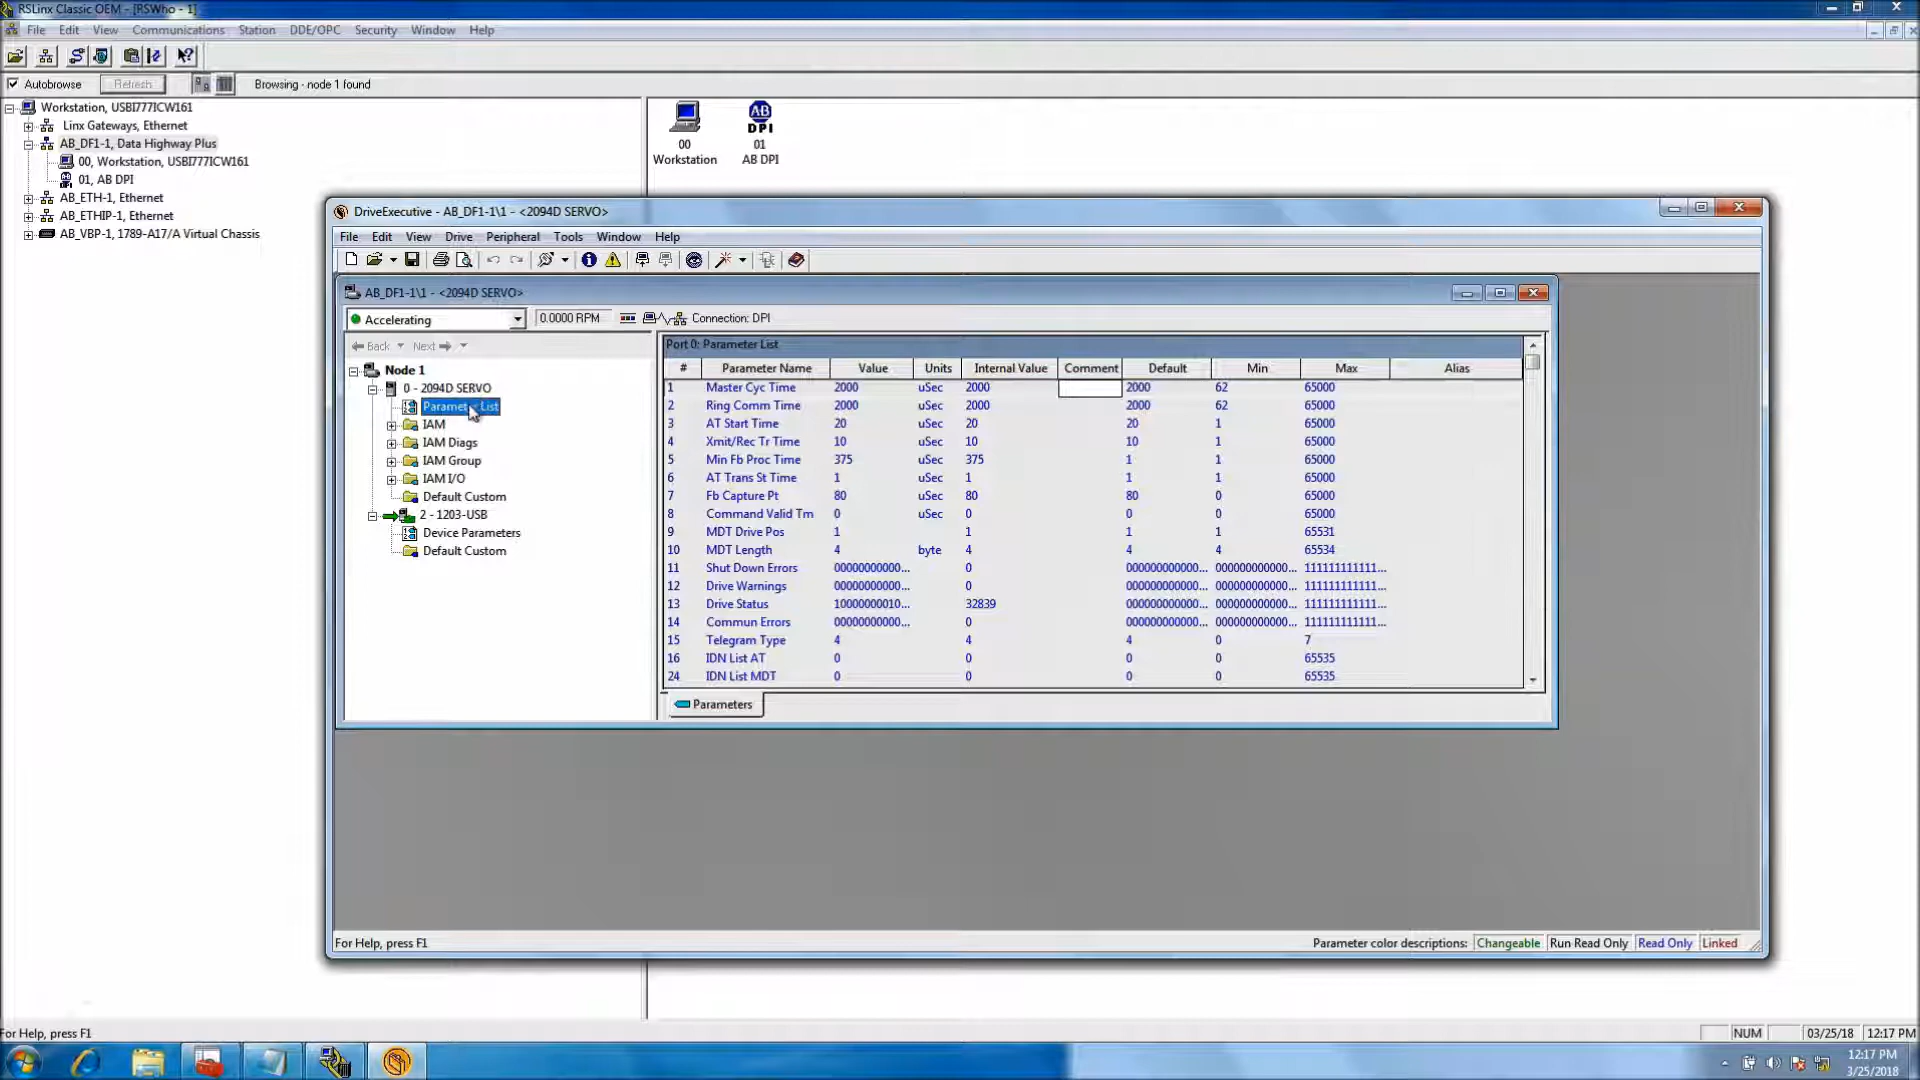 RSLinx Classic OEM - [RSWho - 1]
File Edit View Communications Station DDE/OPC Security Window Help
Autobrowse Refresh Browsing - node 1 found
Workstation, USBI777ICW161
Linx Gateways, Ethernet
AB_DF1-1, Data Highway Plus
00, Workstation, USBI777ICW161
01, AB DPI
AB_ETH-1, Ethernet
AB_ETHIP-1, Ethernet
AB_VBP-1, 1789-A17/A Virtual Chassis
AB
DPI
00 01
Workstation AB DPI
DriveExecutive - AB_DF1-1\1 - <2094D SERVO>
File Edit View Drive Peripheral Tools Window Help
AB_DF1-1\1 - <2094D SERVO>
Accelerating 0.0000 RPM Connection: DPI
Back Next
Node 1
0 - 2094D SERVO
Parameter List
IAM
IAM Diags
IAM Group
IAM I/O
Default Custom
2 - 1203-USB
Device Parameters
Default Custom
Port 0: Parameter List
# Parameter Name Value Units Internal Value Comment Default Min Max Alias
1 Master Cyc Time 2000 uSec 2000 2000 62 65000
2 Ring Comm Time 2000 uSec 2000 2000 62 65000
3 AT Start Time 20 uSec 20 20 1 65000
4 Xmit/Rec Tr Time 10 uSec 10 10 1 65000
5 Min Fb Proc Time 375 uSec 375 1 1 65000
6 AT Trans St Time 1 uSec 1 1 1 65000
7 Fb Capture Pt 80 uSec 80 80 0 65000
8 Command Valid Tm 0 uSec 0 0 0 65000
9 MDT Drive Pos 1 1 1 1 65531
10 MDT Length 4 byte 4 4 4 65534
11 Shut Down Errors 00000000000... 0 000000000000... 000000000000... 111111111111...
12 Drive Warnings 00000000000... 0 000000000000... 000000000000... 111111111111...
13 Drive Status 10000000010... 32839 000000000000... 000000000000... 111111111111...
14 Commun Errors 00000000000... 0 000000000000... 000000000000... 111111111111...
15 Telegram Type 4 4 4 0 7
16 IDN List AT 0 0 0 0 65535
24 IDN List MDT 0 0 0 0 65535
Parameters
For Help, press F1 Parameter color descriptions: Changeable Run Read Only Read Only Linked
For Help, press F1 NUM 03/25/18 12:17 PM
12:17 PM
3/25/2018